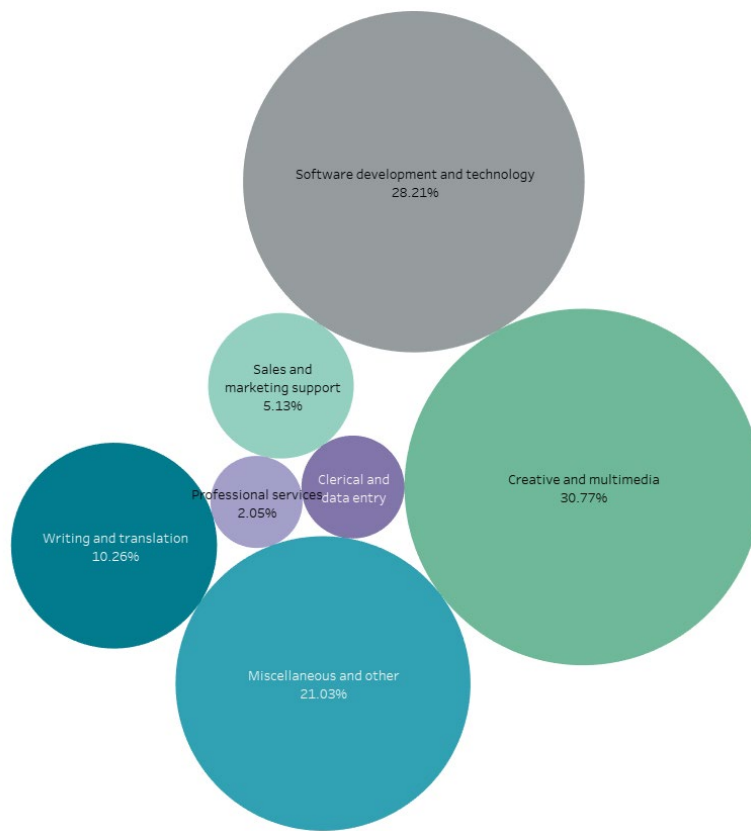 Software development and technology
28.21%
Sales and
marketing support
5.13%
Creative and multimedia
30.77%
Clerical and
data entry
Professional services
2.05%
Writing and translation
10.26%
Miscellaneous and other
21.03%